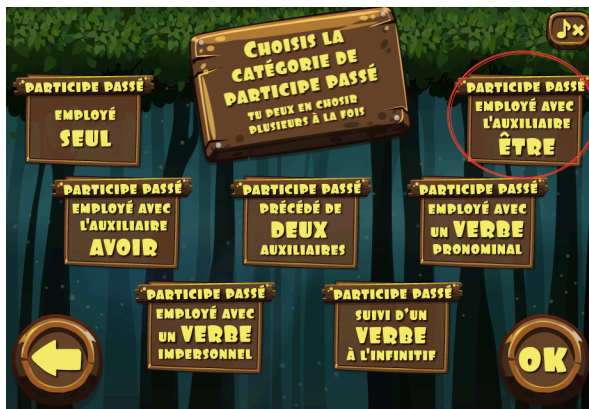 CHOISIS LA
CATÉGORIE DE
PARTICIPE PASSÉ
TU PEUX EN CHOSIR
PLUSIEURS À LA FOIS
PARTICIPE PASSÉ
EMPLOYÉ
SEUL
PARTICIPE PASSÉ
EMPLOYÉ AVEC
L'AUXILIAIRE
ÊTRE
PARTICIPE PASSÉ
EMPLOYÉ AVEC
L'AUXILIAIRE
AVOIR
PARTICIPE PASSÉ
PRÉCÉDÉ DE
DEUX
AUXILIAIRES
PARTICIPE PASSÉ
EMPLOYÉ AVEC
UN VERBE
PRONOMINAL
PARTICIPE PASSÉ
EMPLOYÉ AVEC
UN VERBE
IMPERSONNEL
PARTICIPE PASSÉ
SUIVI D'UN
VERBE
À L'INFINITIF
OK